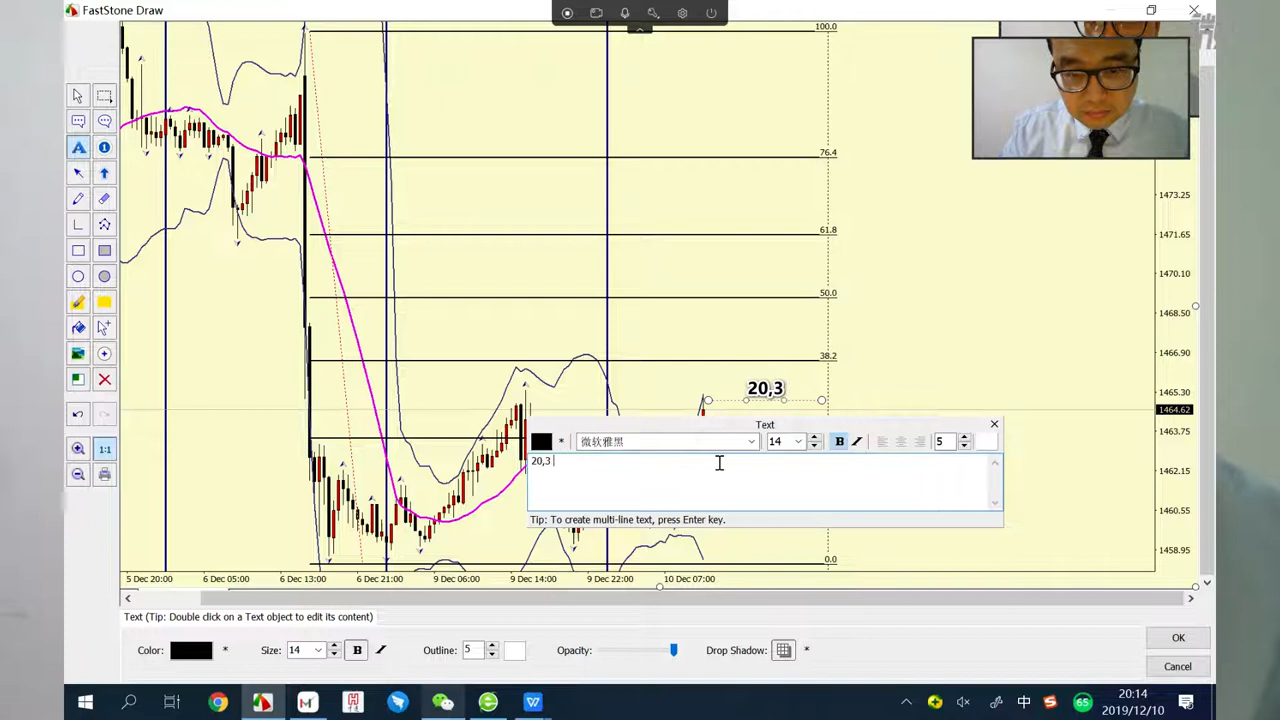 FastStone Draw
100.0
76.4
1473.25
61.8
1471.65
1470.10
50.0
1468.50
38.2
1466.90
20,3
1465.30
1464.62
Text
微软雅黑
14
B
5
1463.75
20,3
1462.15
Tip: To create multi-line text, press Enter key.
1460.55
0.0
1458.95
5 Dec 20:00
6 Dec 05:00
6 Dec 13:00
6 Dec 21:00
9 Dec 06:00
9 Dec 14:00
9 Dec 22:00
10 Dec 07:00
Text (Tip: Double click on a Text object to edit its content)
OK
Color:
Size: 14
B
Outline: 5
Opacity:
Drop Shadow:
Cancel
1:1
中
65
20:14
2019/12/10